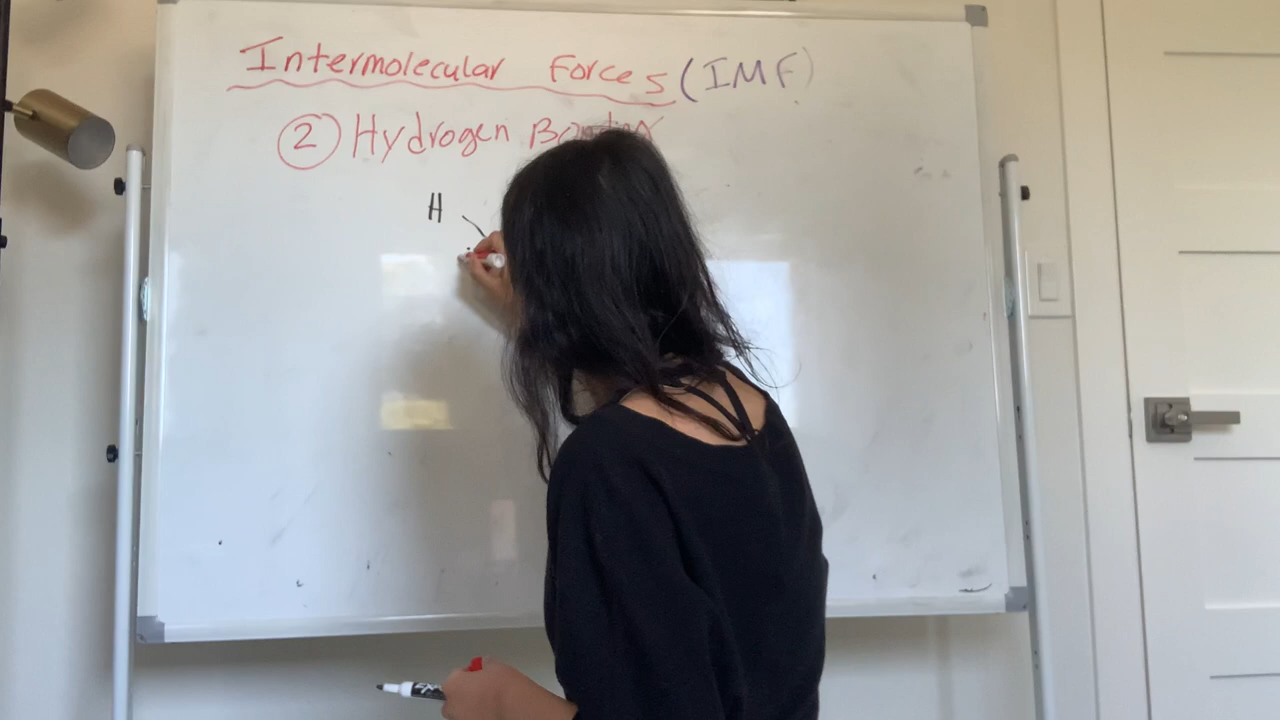 Intermolecular Forces (IMF)
② Hydrogen
H